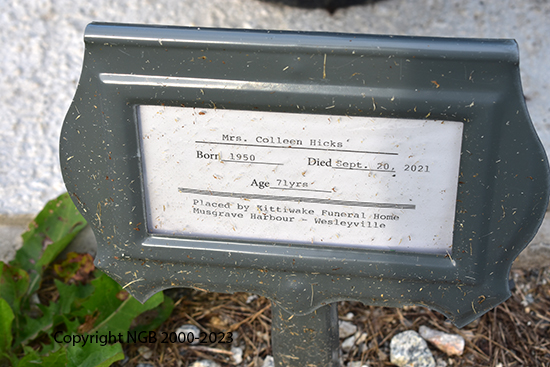 Mrs. Colleen Hicks
Born 1950 Died Sept. 20, 2021
Age 71yrs
Placed by Kittiwake Funeral Home
Musgrave Harbour - Wesleyville
Copyright NGB 2000-2023